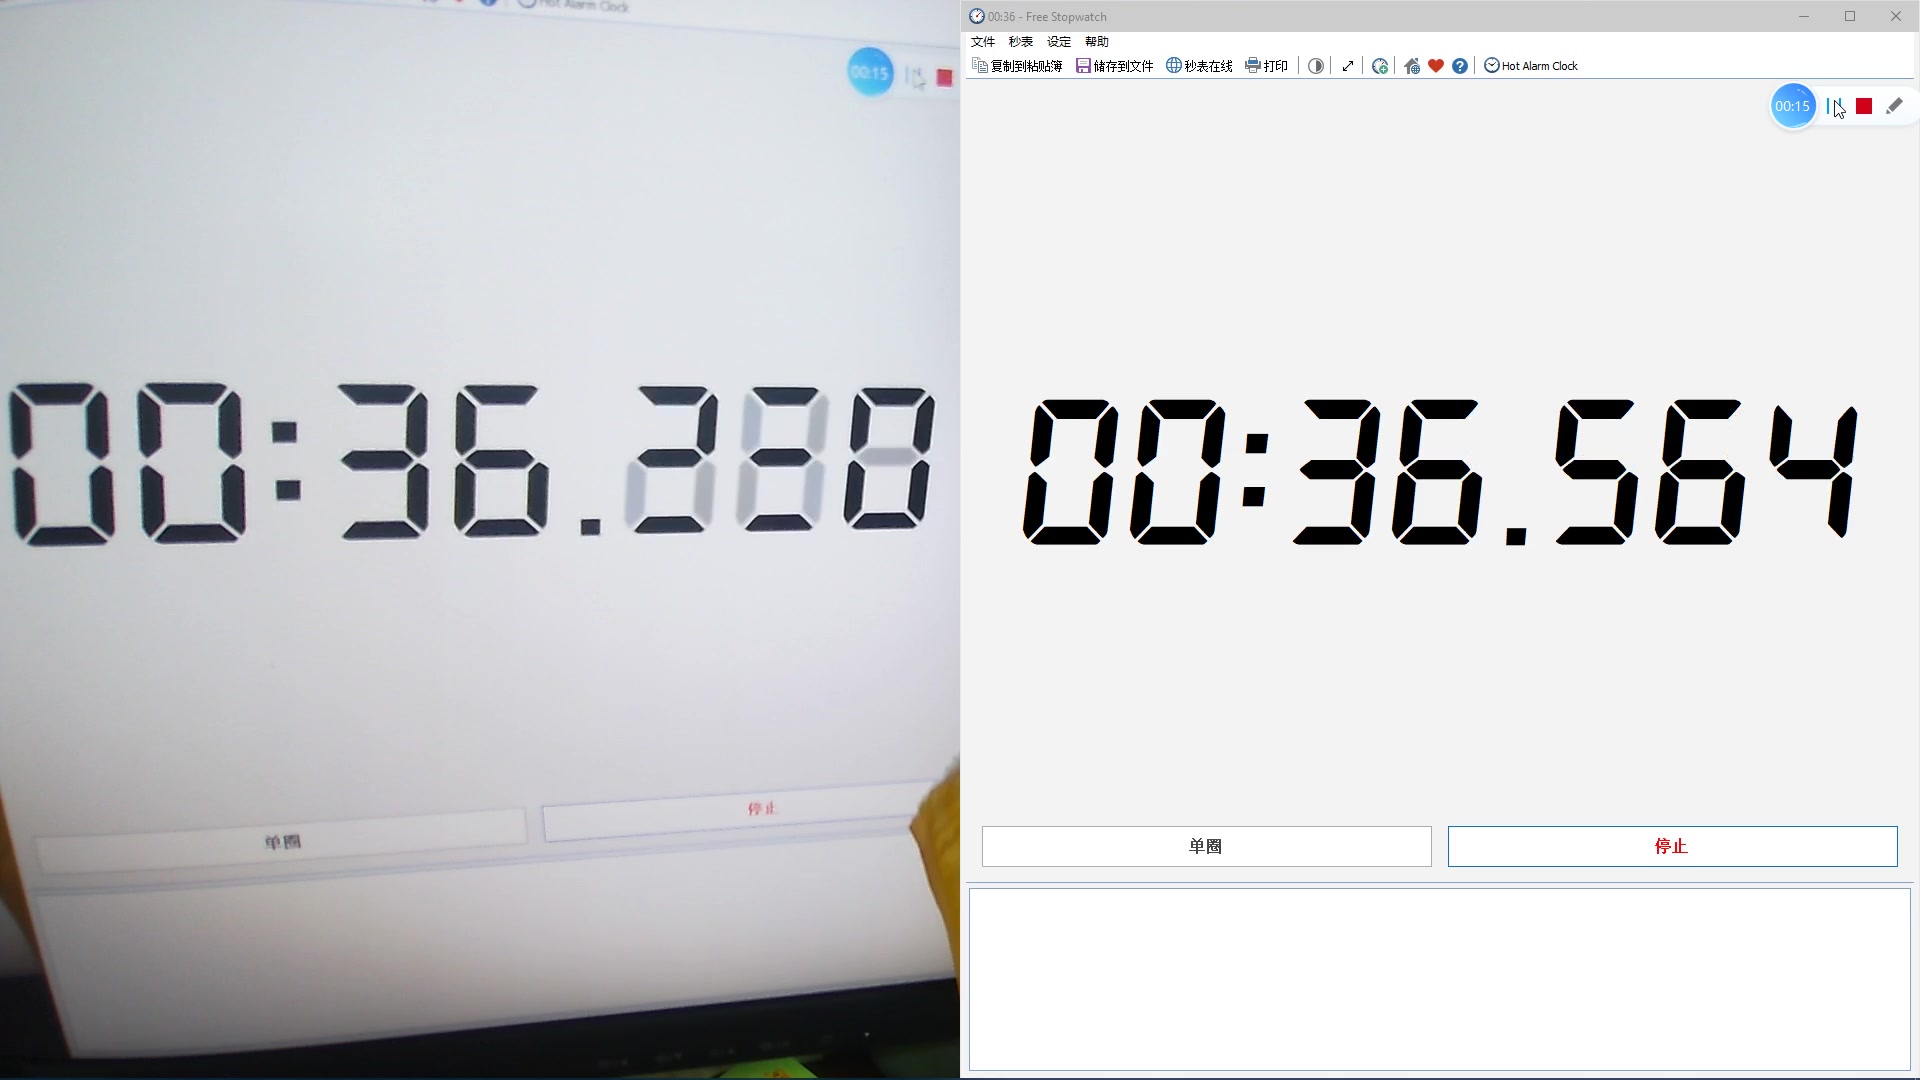 Hot Alarm Clock
00:15
00:36.
单圈
停止
00:36 - Free Stopwatch
文件 秒表 设定 帮助
复制到粘贴簿 储存到文件 秒表在线 打印 Hot Alarm Clock
00:15
00:36.564
单圈
停止